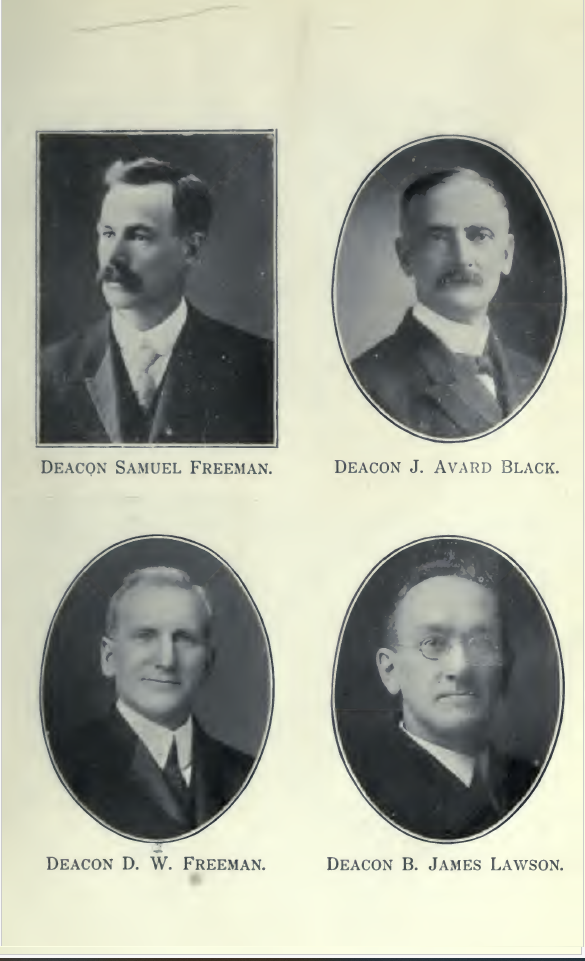 DEACON SAMUEL FREEMAN.
DEACON J. AVARD BLACK.
DEACON D. W. FREEMAN.
DEACON B. JAMES LAWSON.